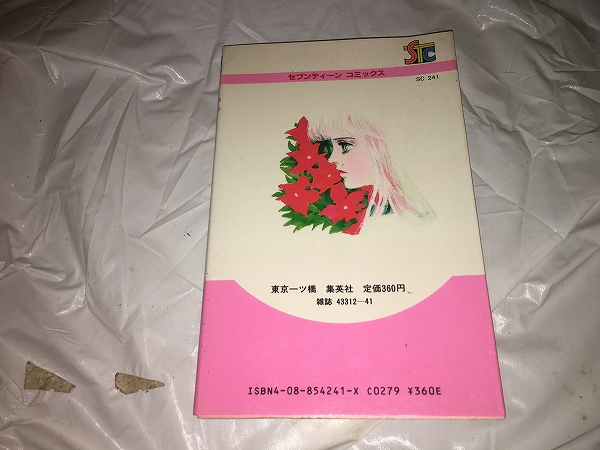 STC
セブンティーン コミックス
SC 241
東京一ツ橋 集英社 定価360円
雑誌 43312—41
ISBN4-08-854241-X C0279 ¥360E